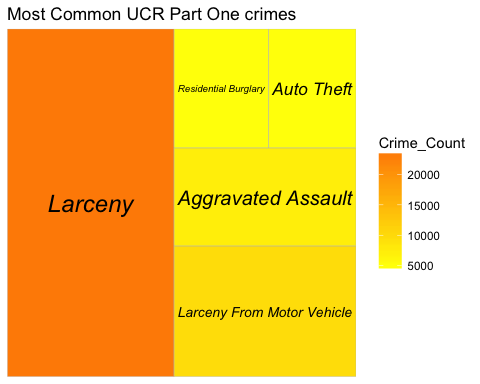 Most Common UCR Part One crimes
Residential Burglary
Auto Theft
Larceny
Aggravated Assault
Larceny From Motor Vehicle
Crime_Count
20000
15000
10000
5000